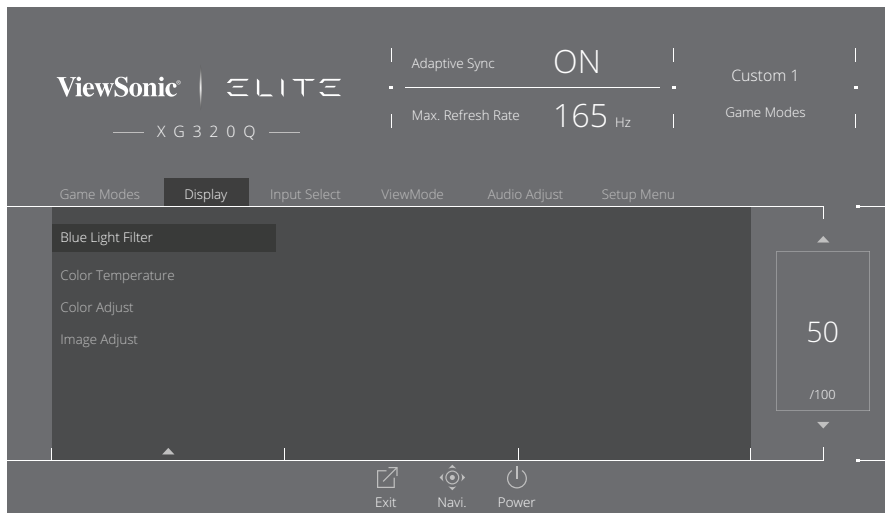 ViewSonic® ELITE
XG320Q
Adaptive Sync ON
Max. Refresh Rate 165 Hz
Custom 1
Game Modes
Game Modes Display Input Select ViewMode Audio Adjust Setup Menu
Blue Light Filter
Color Temperature
Color Adjust
Image Adjust
50
/100
Exit Navi. Power